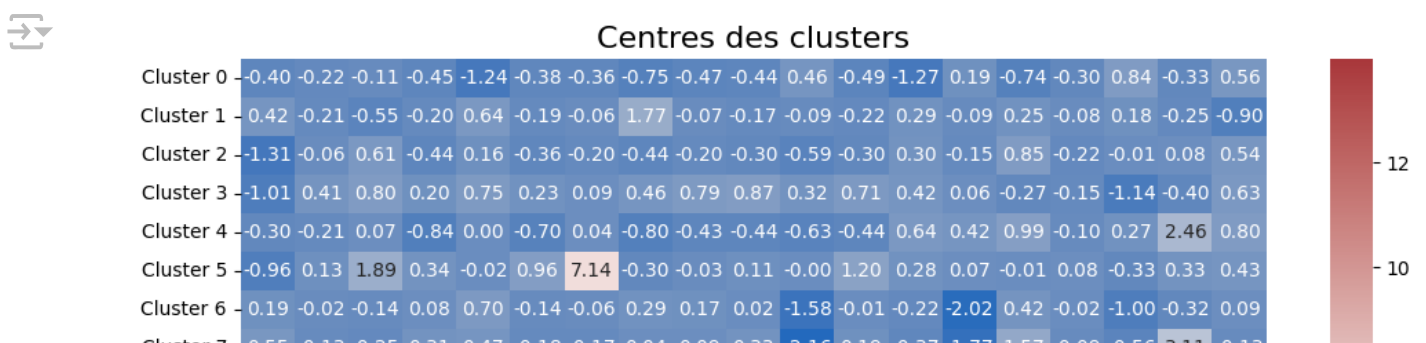 Centres des clusters
Cluster 0 -0.40 -0.22 -0.11 -0.45 -1.24 -0.38 -0.36 -0.75 -0.47 -0.44 0.46 -0.49 -1.27 0.19 -0.74 -0.30 0.84 -0.33 0.56
Cluster 1 0.42 -0.21 -0.55 -0.20 0.64 -0.19 -0.06 1.77 -0.07 -0.17 -0.09 -0.22 0.29 -0.09 0.25 -0.08 0.18 -0.25 -0.90
Cluster 2 -1.31 -0.06 0.61 -0.44 0.16 -0.36 -0.20 -0.44 -0.20 -0.30 -0.59 -0.30 0.30 -0.15 0.85 -0.22 -0.01 0.08 0.54
12
Cluster 3 -1.01 0.41 0.80 0.20 0.75 0.23 0.09 0.46 0.79 0.87 0.32 0.71 0.42 0.06 -0.27 -0.15 -1.14 -0.40 0.63
Cluster 4 -0.30 -0.21 0.07 -0.84 0.00 -0.70 0.04 -0.80 -0.43 -0.44 -0.63 -0.44 0.64 0.42 0.99 -0.10 0.27 2.46 0.80
Cluster 5 -0.96 0.13 1.89 0.34 -0.02 0.96 7.14 -0.30 -0.03 0.11 -0.00 1.20 0.28 0.07 -0.01 0.08 -0.33 0.33 0.43
10
Cluster 6 0.19 -0.02 -0.14 0.08 0.70 -0.14 -0.06 0.29 0.17 0.02 -1.58 -0.01 -0.22 -2.02 0.42 -0.02 -1.00 -0.32 0.09